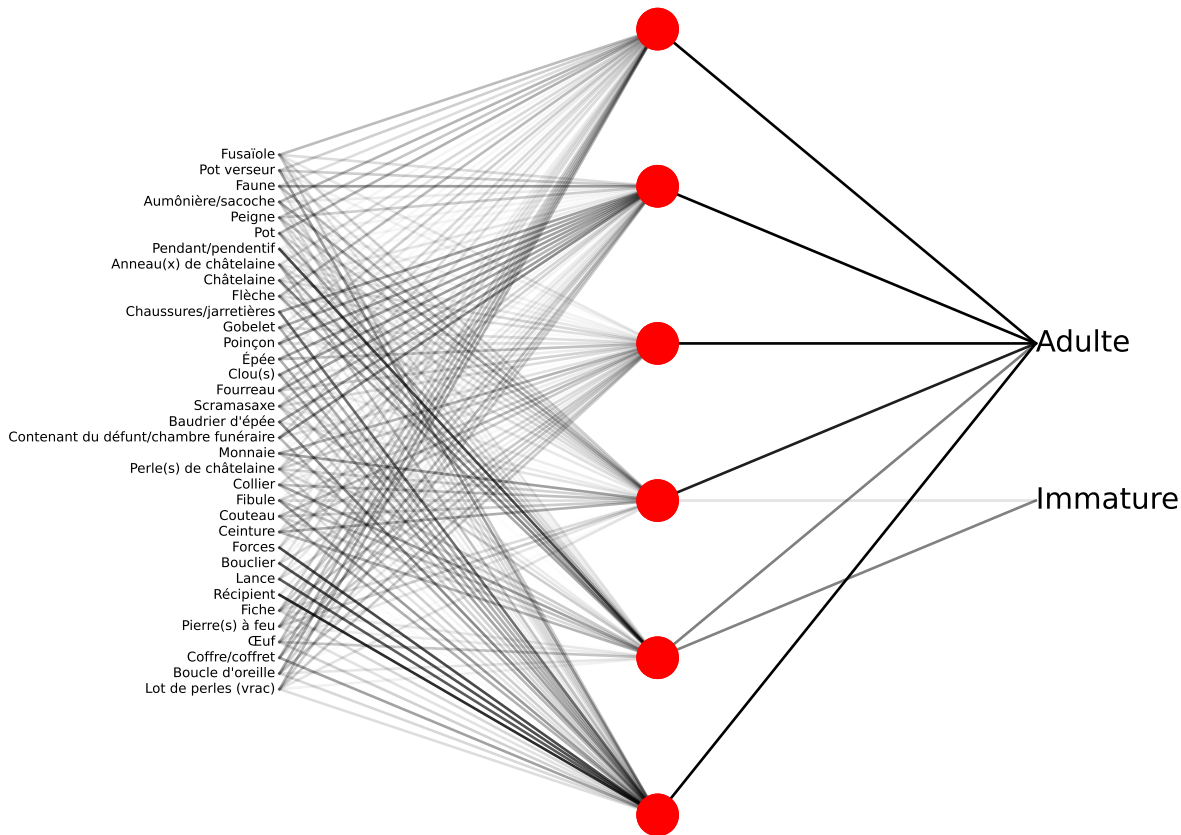 Fusaïole
Pot verseur
Faune
Aumônière/sacoche
Peigne
Pot
Pendant/pendentif
Anneau(x) de châtelaine
Châtelaine
Flèche
Chaussures/jarretières
Gobelet
Poinçon
Épée
Clou(s)
Fourreau
Scramasaxe
Baudrier d'épée
Contenant du défunt/chambre funéraire
Monnaie
Perle(s) de châtelaine
Collier
Fibule
Couteau
Ceinture
Forces
Bouclier
Lance
Récipient
Fiche
Pierre(s) à feu
Œuf
Coffre/coffret
Boucle d'oreille
Lot de perles (vrac)
Adulte
Immature